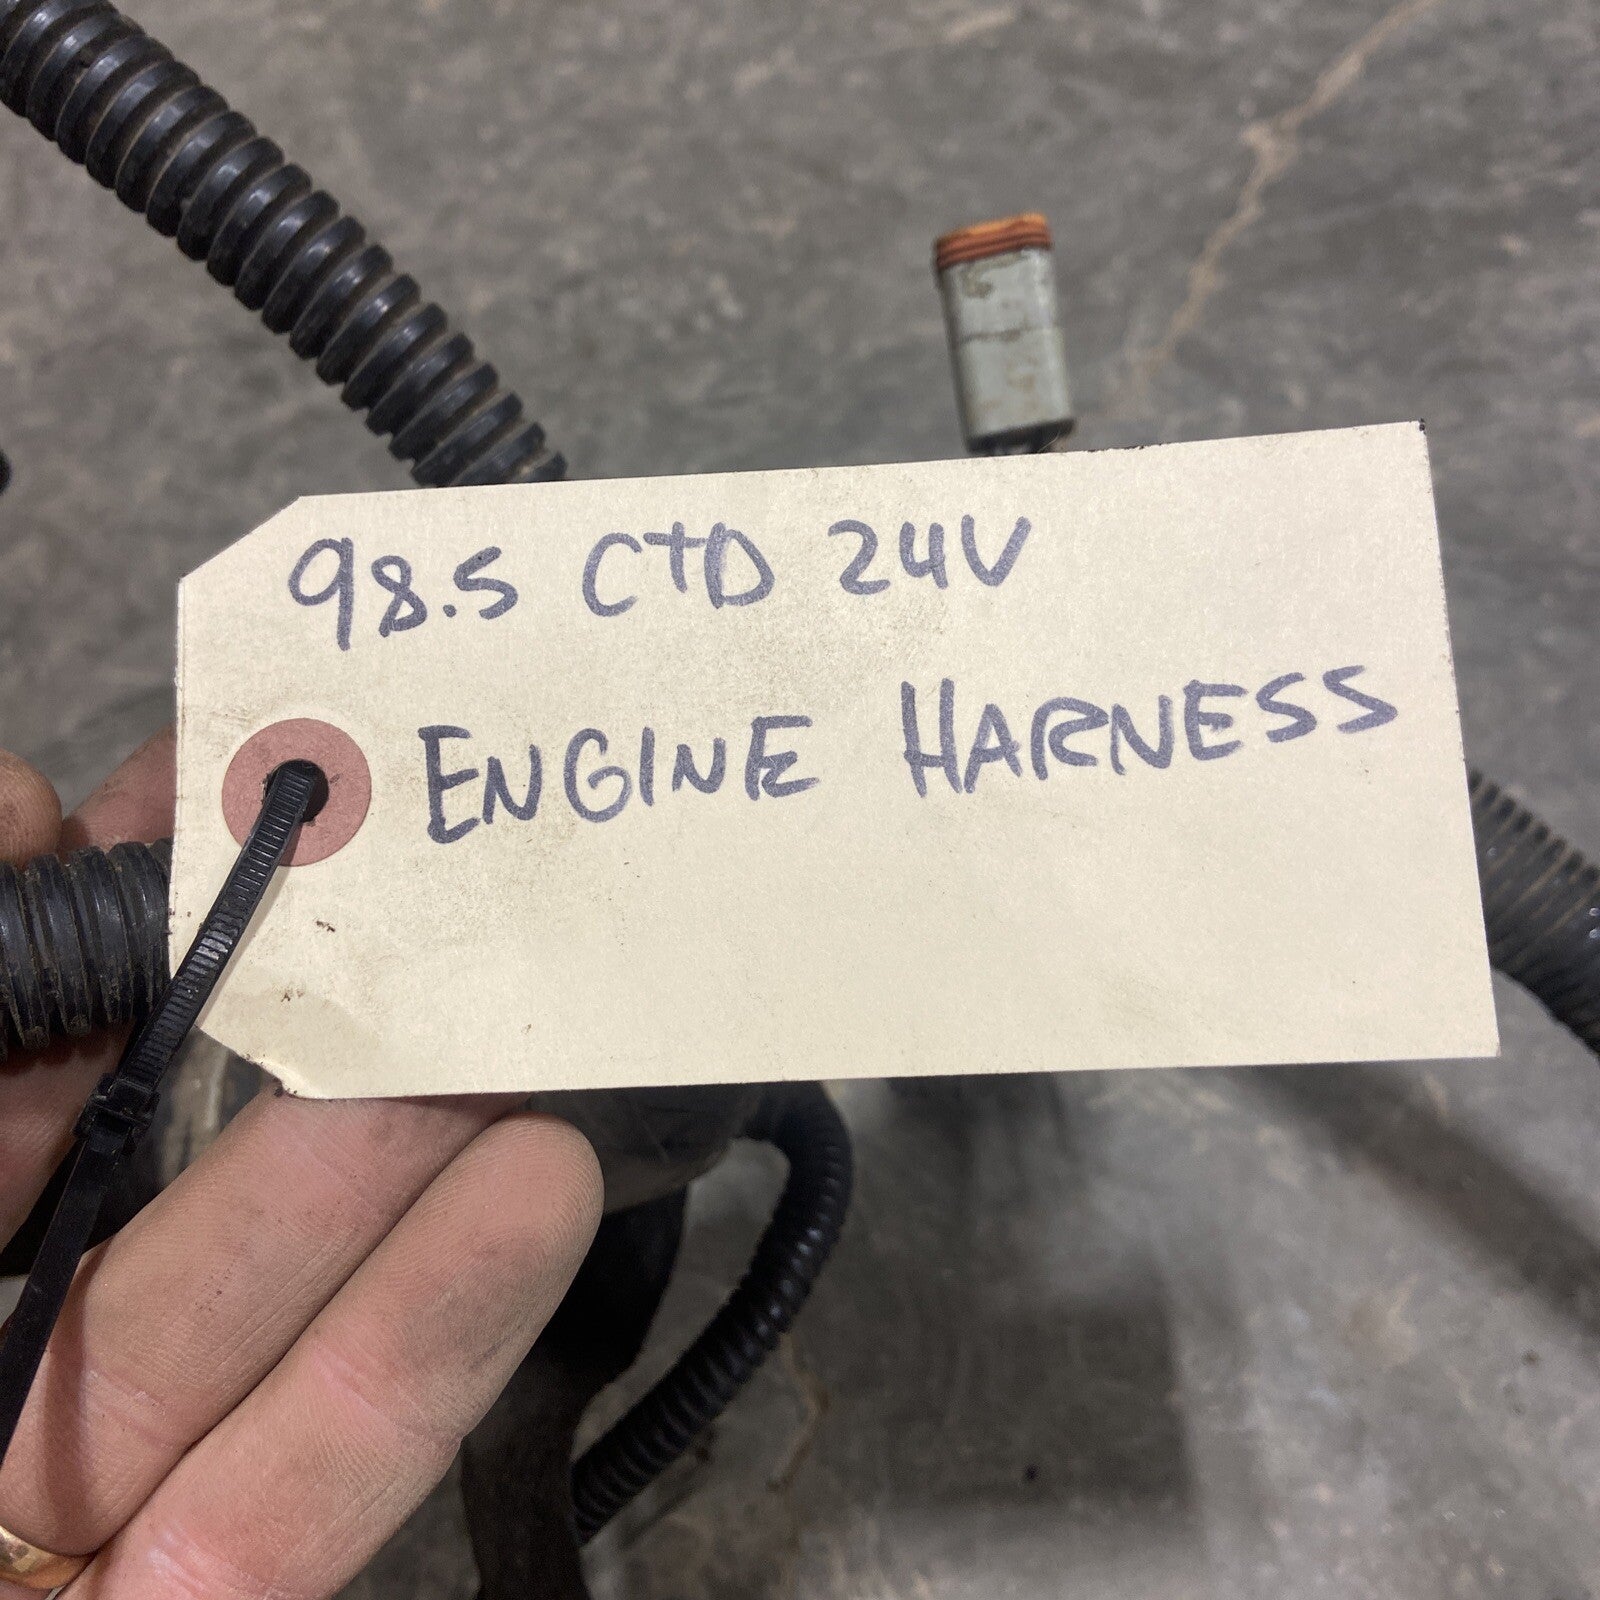 98.5 CTD 24V
ENGINE HARNESS